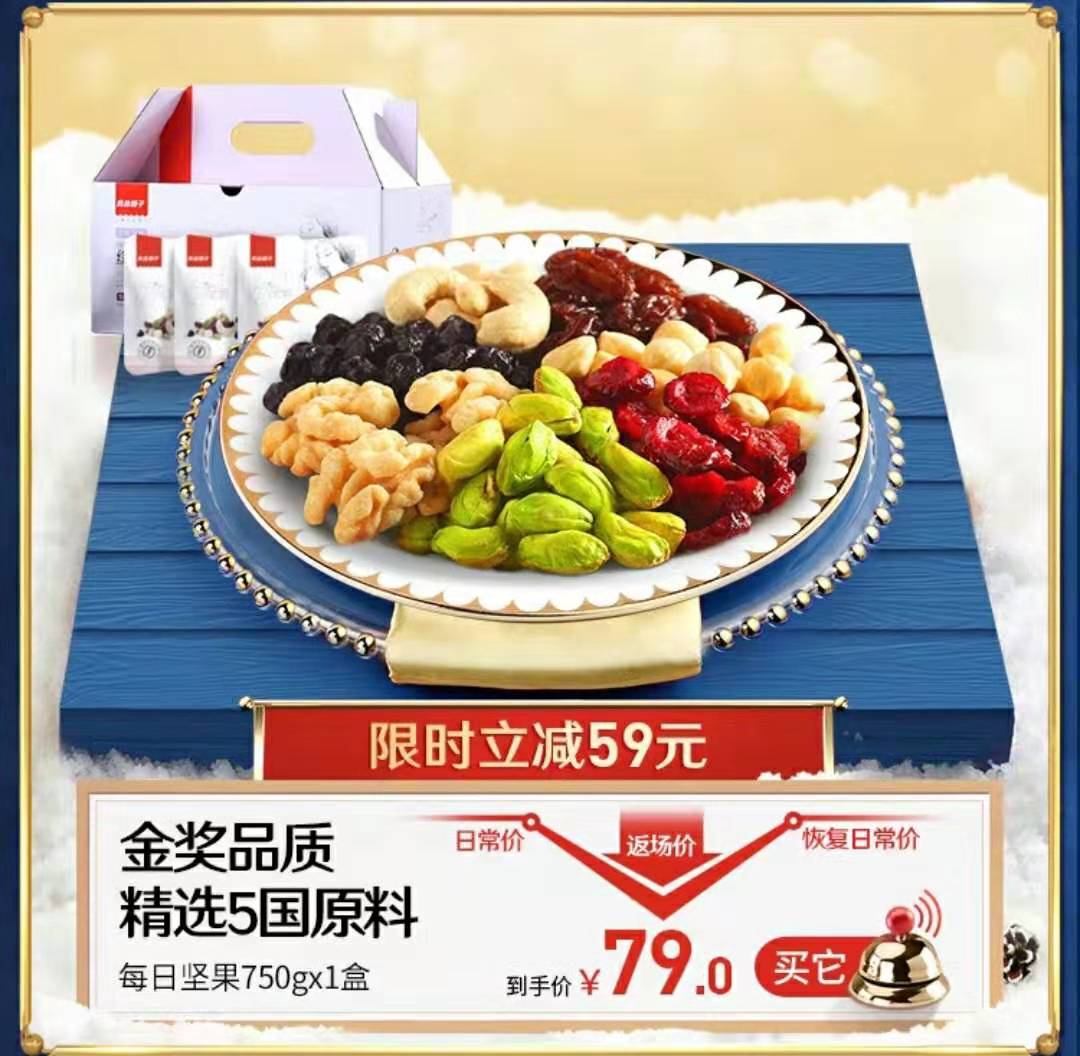 限时立减59元
金奖品质
精选5国原料
每日坚果750gx1盒
日常价
返场价
恢复日常价
到手价 ¥79.0
买它